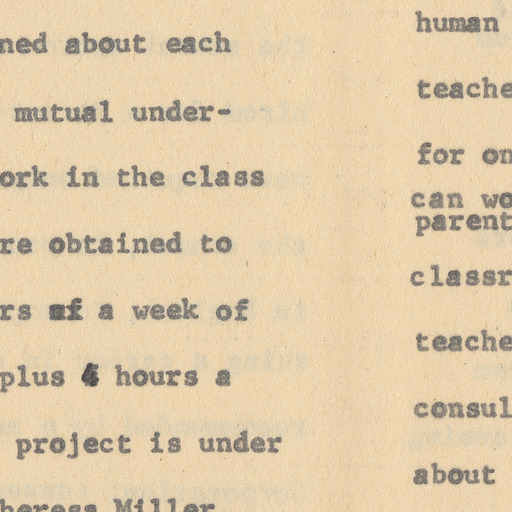 ned about each
mutual under-
ork in the class
re obtained to
rs of a week of
plus 4 hours a
project is under
heresa Miller
human
teache
for on
can wo
parent
classr
teache
consul
about